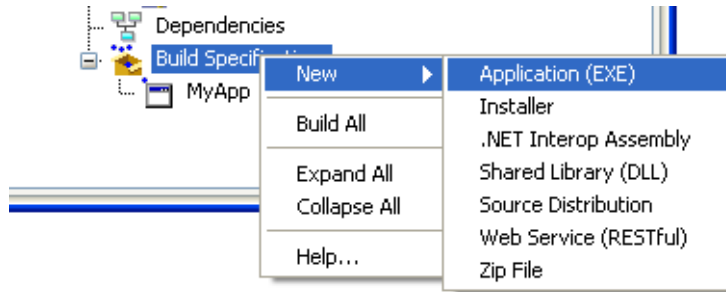 Dependencies
Build Specif
MyApp
New
Build All
Expand All
Collapse All
Help...
Application (EXE)
Installer
.NET Interop Assembly
Shared Library (DLL)
Source Distribution
Web Service (RESTful)
Zip File